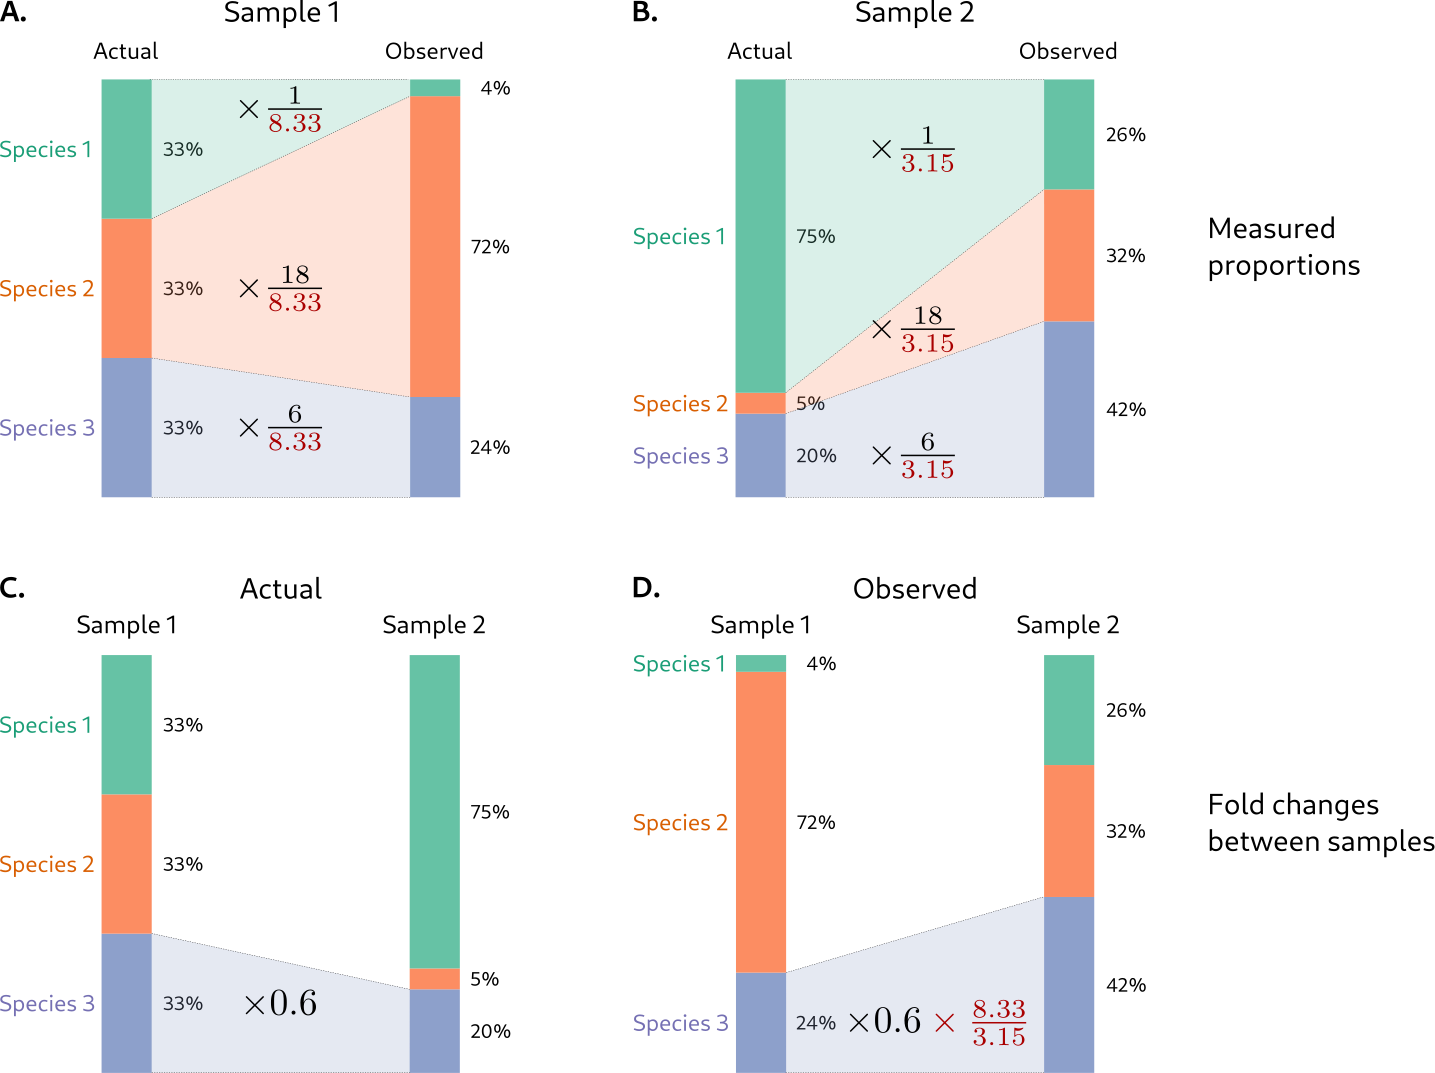 A.
Sample 1
Actual
Observed
Species 1
33%
× 1/8.33
4%
Species 2
33%
× 18/8.33
72%
Species 3
33%
× 6/8.33
24%
B.
Sample 2
Actual
Observed
Species 1
75%
× 1/3.15
26%
Species 2
5%
× 18/3.15
32%
Species 3
20%
× 6/3.15
42%
Measured
proportions
C.
Actual
Sample 1
Sample 2
Species 1
33%
75%
Species 2
33%
5%
Species 3
33%
×0.6
20%
D.
Observed
Sample 1
Sample 2
Species 1
4%
26%
Species 2
72%
32%
Species 3
24%
×0.6 × 8.33/3.15
42%
Fold changes
between samples